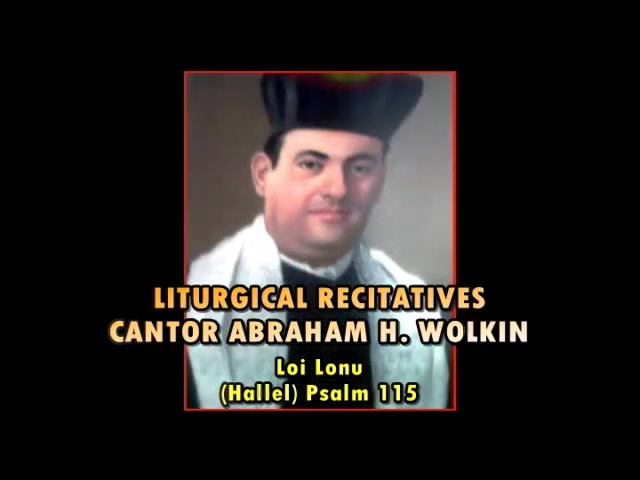 LITURGICAL RECITATIVES
CANTOR ABRAHAM H. WOLKIN
Loi Lonu
(Hallel) Psalm 115